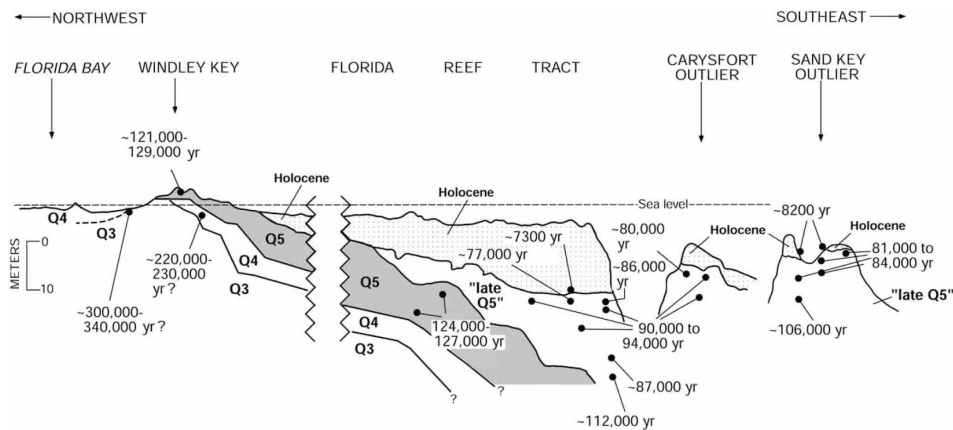 NORTHWEST
SOUTHEAST
FLORIDA BAY
WINDLEY KEY
FLORIDA
REEF
TRACT
CARYSFORT
OUTLIER
SAND KEY
OUTLIER
~121,000-
129,000 yr
Holocene
Holocene
Sea level
Holocene
~8200 yr
Holocene
Q4
Q3
Q5
Q4
Q3
METERS
0
10
~220,000-
230,000
yr ?
~300,000-
340,000 yr ?
Q5
Q4
Q3
?
?
124,000-
127,000 yr
"late
Q5"
~7300 yr
~77,000 yr
~80,000
yr
~86,000
yr
90,000 to
94,000 yr
~87,000 yr
~112,000 yr
81,000 to
84,000 yr
"late Q5"
~106,000 yr